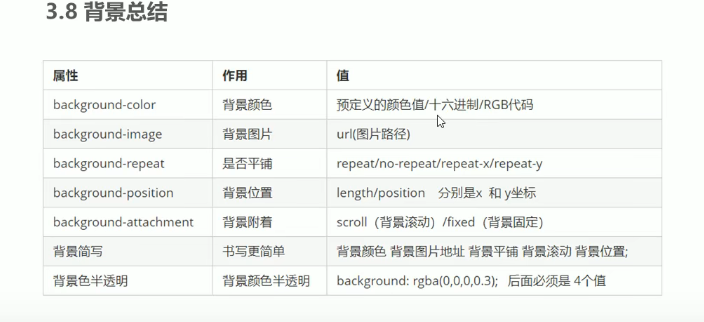 3.8 背景总结
属性 作用 值
background-color 背景颜色 预定义的颜色值/十六进制/RGB代码
background-image 背景图片 url(图片路径)
background-repeat 是否平铺 repeat/no-repeat/repeat-x/repeat-y
background-position 背景位置 length/position 分别是x 和 y坐标
background-attachment 背景附着 scroll（背景滚动）/fixed（背景固定）
背景简写 书写更简单 背景颜色 背景图片地址 背景平铺 背景滚动 背景位置;
背景色半透明 背景颜色半透明 background: rgba(0,0,0,0.3); 后面必须是 4个值